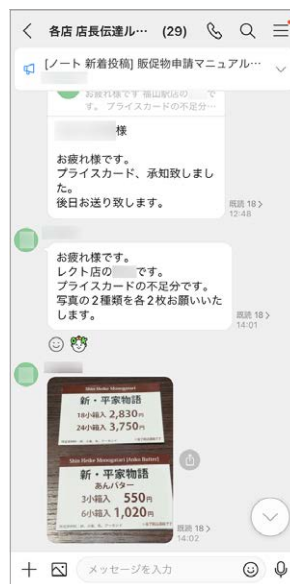 各店 店長伝達ル… (29)
[ノート 新着投稿] 販促物申請マニュアル…
お疲れ様です 福山駅店の で
す。 プライスカードの不足分…
様
お疲れ様です。
プライスカード、承知致しまし
た。
後日お送り致します。
既読 18
12:48
お疲れ様です。
レクト店の です。
プライスカードの不足分です。
写真の2種類を各2枚お願いいた
します。
既読 18
14:01
Shin Heike Monogatari
新・平家物語
18小箱入 2,830円
24小箱入 3,750円
Shin Heike Monogatari (Anko Butter)
新・平家物語
あんバター
3小箱入 550円
6小箱入 1,020円
既読 18
14:02
メッセージを入力